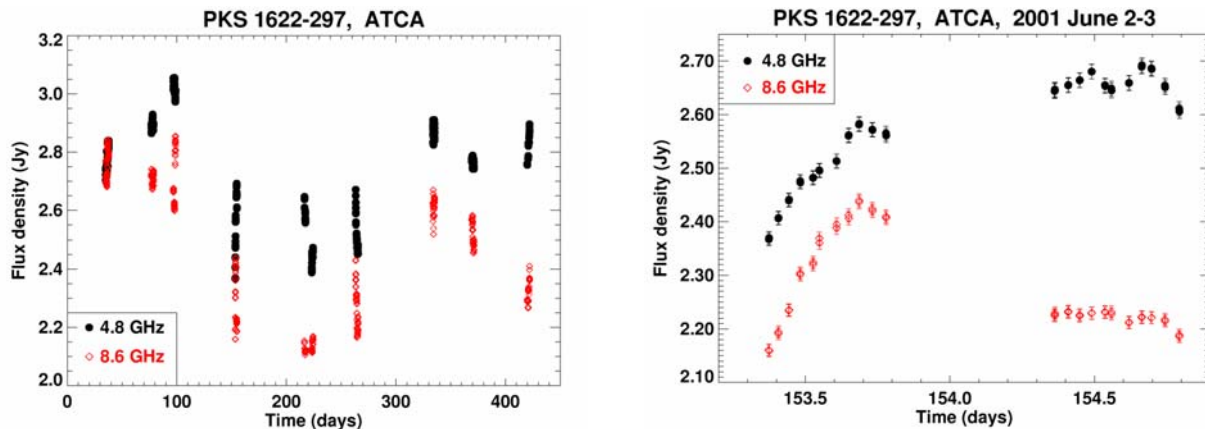 PKS 1622-297, ATCA
3.2
3.0
2.8
2.6
2.4
2.2
2.0
Flux density (Jy)
4.8 GHz
8.6 GHz
0 100 200 300 400
Time (days)
PKS 1622-297, ATCA, 2001 June 2-3
2.70
2.60
2.50
2.40
2.30
2.20
2.10
Flux density (Jy)
4.8 GHz
8.6 GHz
153.5 154.0 154.5
Time (days)